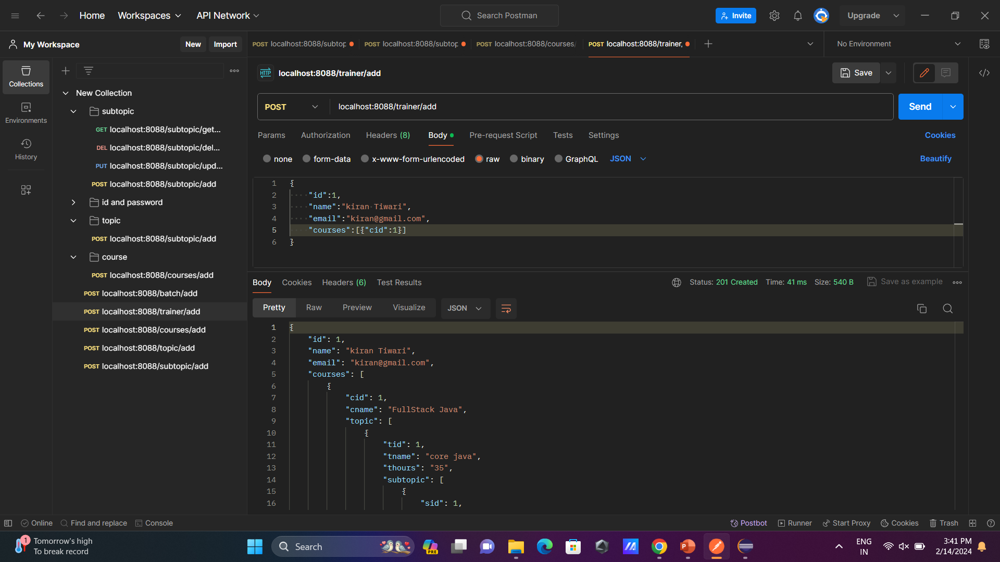 Home
Workspaces
API Network
Search Postman
Invite
Upgrade
My Workspace
New
Import
POST localhost:8088/subtop
POST localhost:8088/subtop
POST localhost:8088/courses/
POST localhost:8088/trainer,
No Environment
Collections
Environments
History
New Collection
subtopic
GET localhost:8088/subtopic/get...
DEL localhost:8088/subtopic/del...
PUT localhost:8088/subtopic/upd...
POST localhost:8088/subtopic/add
id and password
topic
POST localhost:8088/subtopic/add
course
POST localhost:8088/courses/add
POST localhost:8088/batch/add
POST localhost:8088/trainer/add
POST localhost:8088/courses/add
POST localhost:8088/topic/add
POST localhost:8088/subtopic/add
HTTP localhost:8088/trainer/add
Save
POST localhost:8088/trainer/add
Send
Params Authorization Headers (8) Body Pre-request Script Tests Settings
Cookies
none form-data x-www-form-urlencoded raw binary GraphQL JSON
Beautify
1 {
2 "id":1,
3 "name":"kiran Tiwari",
4 "email":"kiran@gmail.com",
5 "courses":[{"cid":1}]
6 }
Body Cookies Headers (6) Test Results
Status: 201 Created Time: 41 ms Size: 540 B
Save as example
Pretty Raw Preview Visualize JSON
1 {
2 "id": 1,
3 "name": "kiran Tiwari",
4 "email": "kiran@gmail.com",
5 "courses": [
6 {
7 "cid": 1,
8 "cname": "FullStack Java",
9 "topic": [
10 {
11 "tid": 1,
12 "tname": "core java",
13 "thours": "35",
14 "subtopic": [
15 {
16 "sid": 1,
Online Find and replace Console
Postbot Runner Start Proxy Cookies Trash
1
Tomorrow's high
To break record
Search
PRE
ENG
IN
3:41 PM
2/14/2024